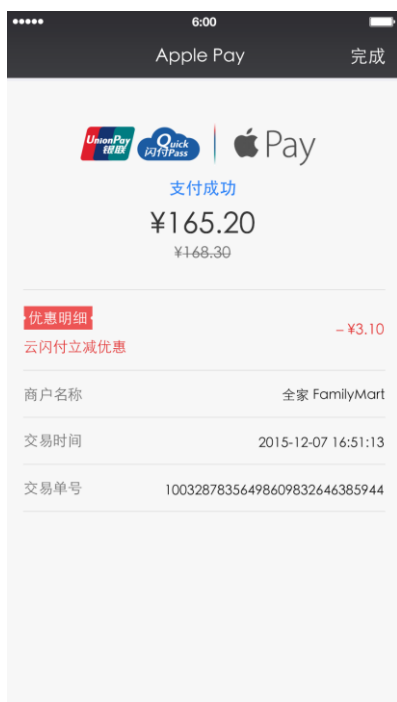 6:00
Apple Pay
完成
UnionPay
银联
Quick
闪付Pass
Pay
支付成功
¥165.20
¥168.30
优惠明细
云闪付立减优惠
– ¥3.10
商户名称
全家 FamilyMart
交易时间
2015-12-07 16:51:13
交易单号
10032878356498609832646385944